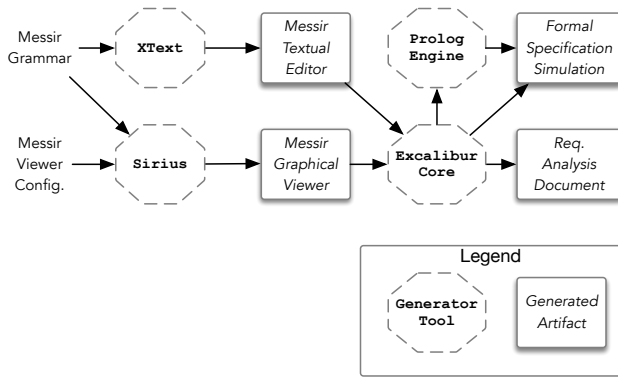 Messir
Grammar
XText
Messir
Textual
Editor
Prolog
Engine
Formal
Specification
Simulation
Messir
Viewer
Config.
Sirius
Messir
Graphical
Viewer
Excalibur
Core
Req.
Analysis
Document
Legend
Generator
Tool
Generated
Artifact